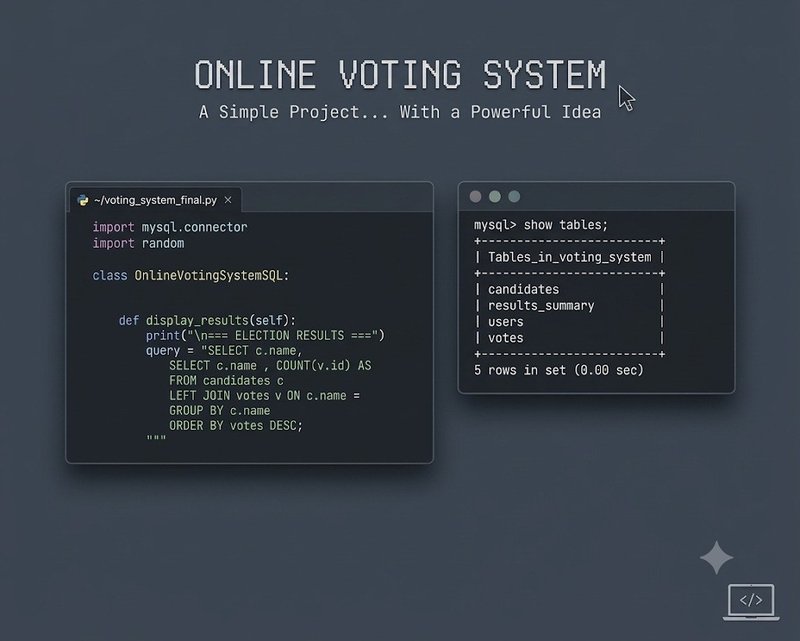 ONLINE VOTING SYSTEM
A Simple Project... With a Powerful Idea
~/voting_system_final.py ×
import mysql.connector
import random
class OnlineVotingSystemSQL:
def display_results(self):
print("\n=== ELECTION RESULTS ===")
query = "SELECT c.name,
SELECT c.name , COUNT(v.id) AS
FROM candidates c
LEFT JOIN votes v ON c.name =
GROUP BY c.name
ORDER BY votes DESC;
"""
mysql> show tables;
+-------------------------+
| Tables_in_voting_system |
+-------------------------+
| candidates |
| results_summary |
| users |
| votes |
+-------------------------+
5 rows in set (0.00 sec)
</>